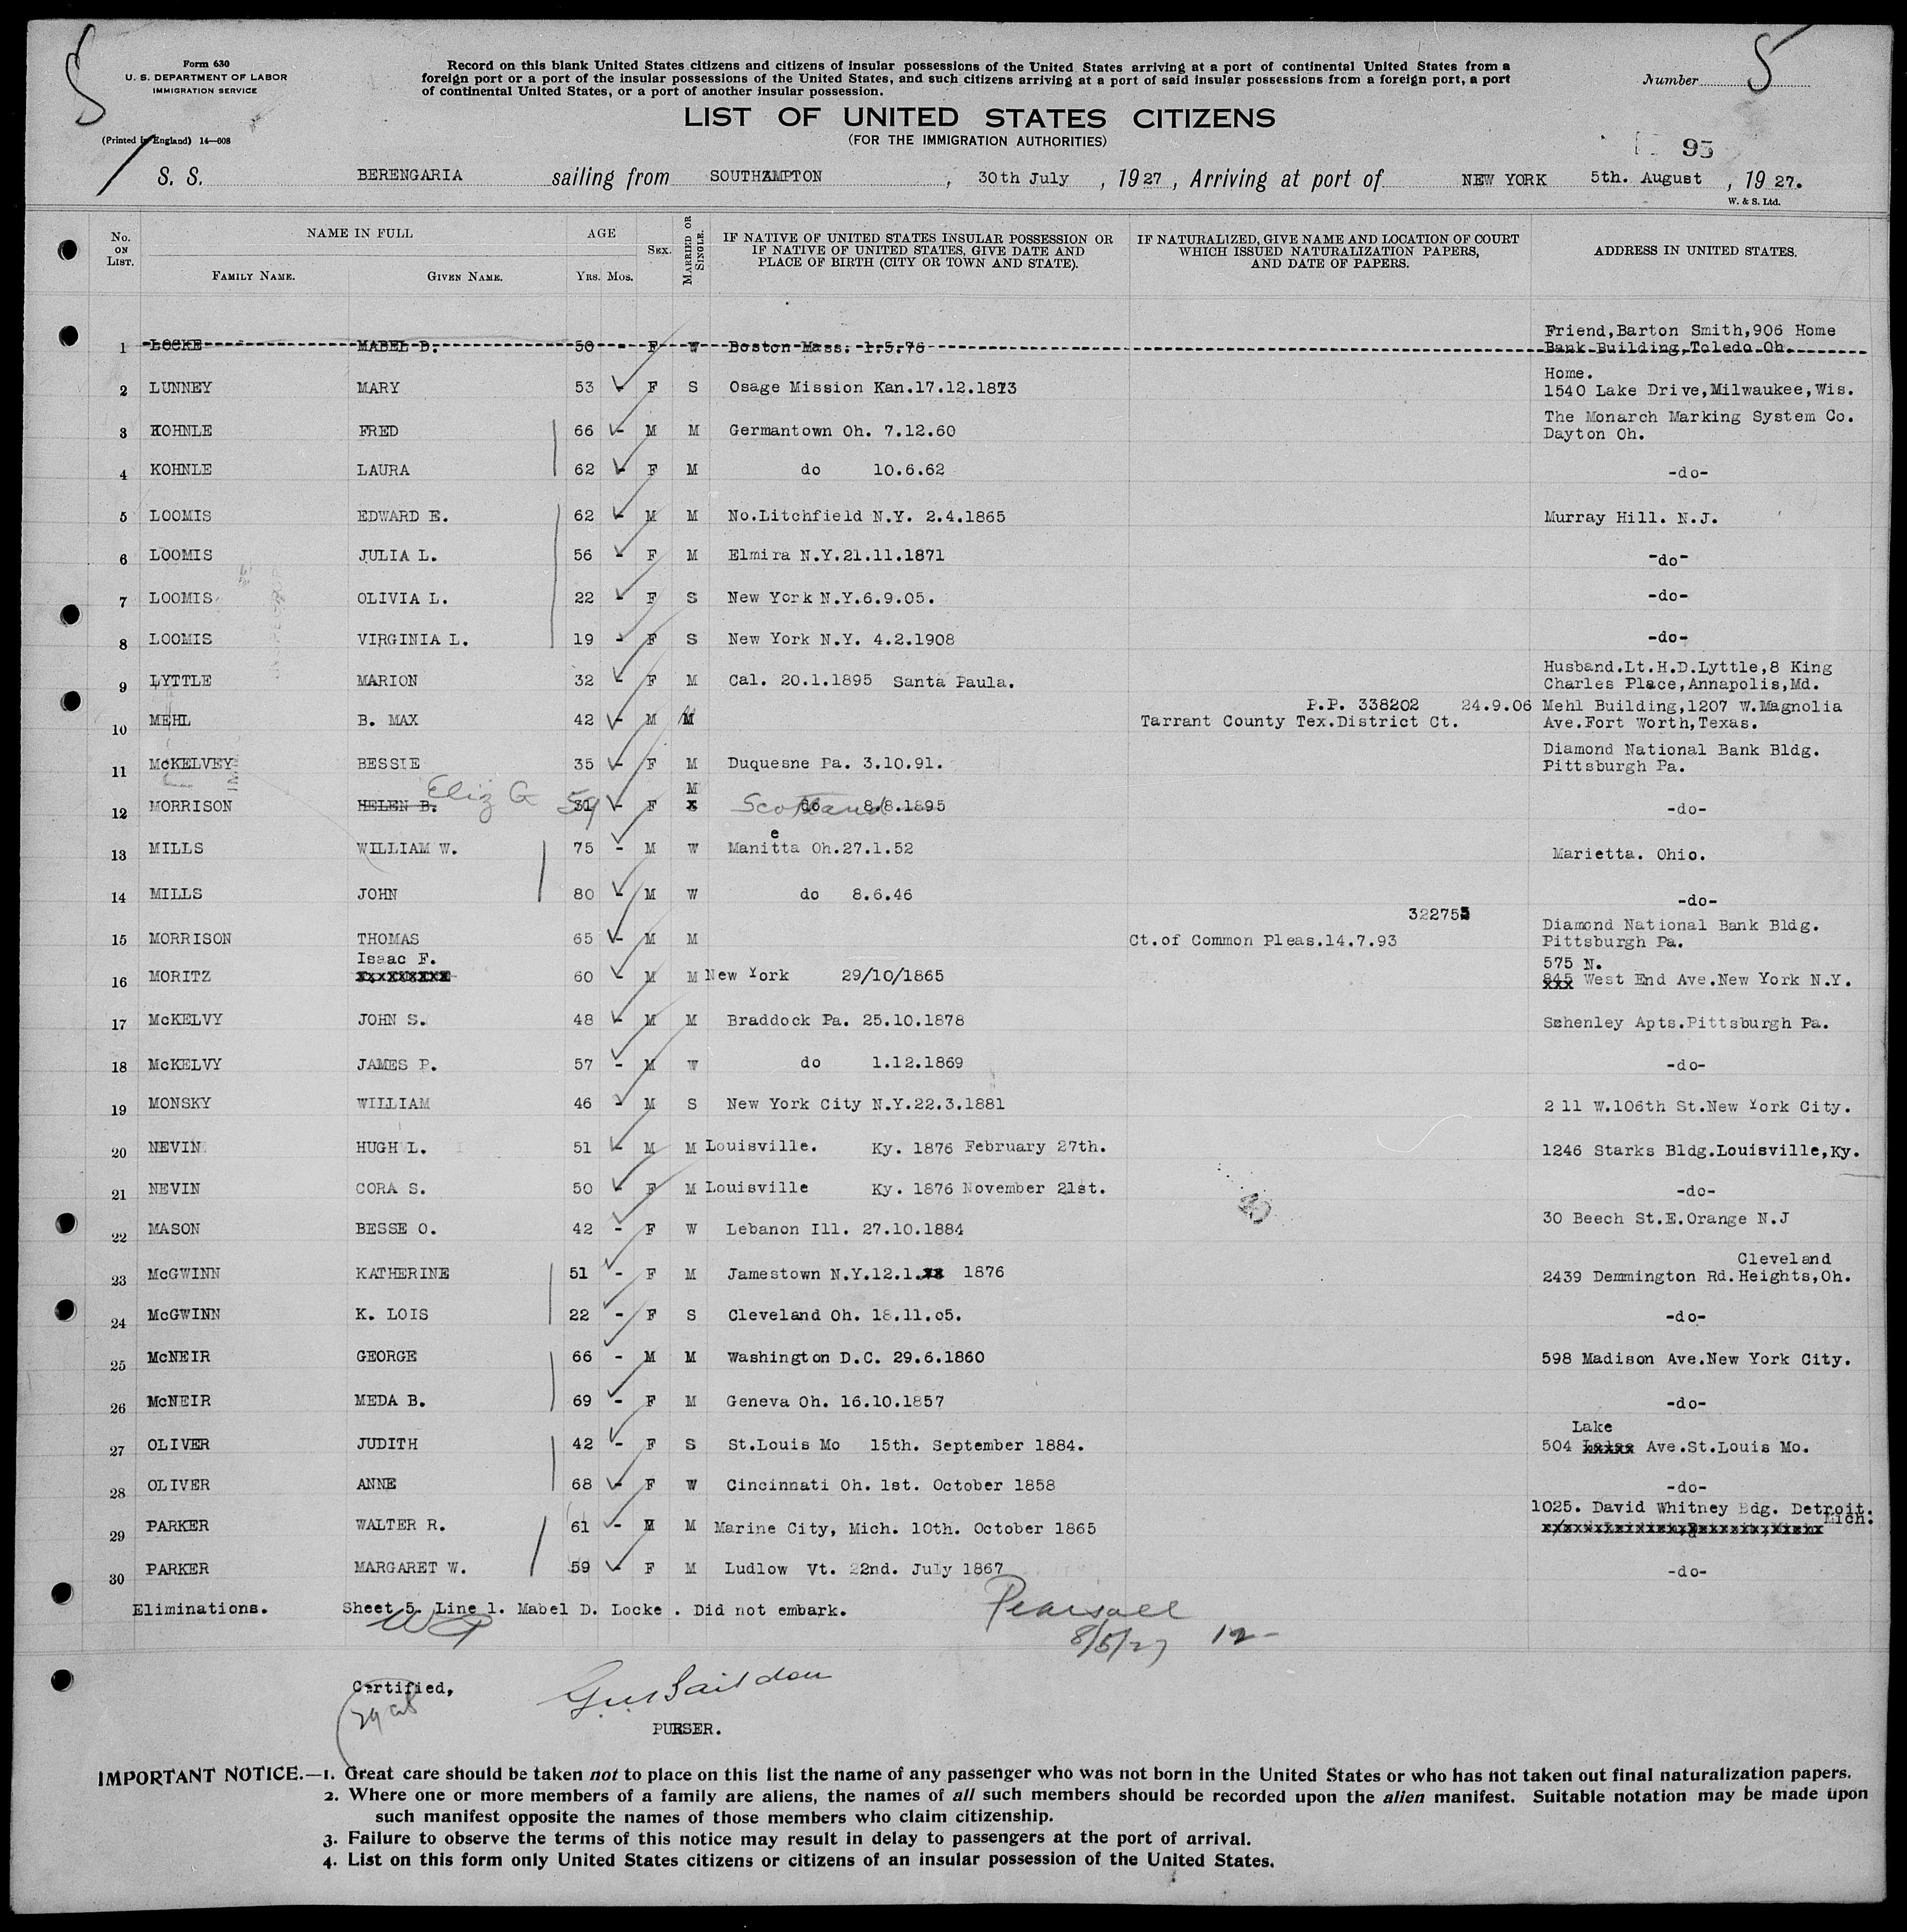 Form 630
U. S. DEPARTMENT OF LABOR
IMMIGRATION SERVICE
(Printed in England) 14—608
Record on this blank United States citizens and citizens of insular possessions of the United States arriving at a port of continental United States from a
foreign port or a port of the insular possessions of the United States, and such citizens arriving at a port of said insular possessions from a foreign port, a port
of continental United States, or a port of another insular possession.
Number 5
LIST OF UNITED STATES CITIZENS
(FOR THE IMMIGRATION AUTHORITIES)
95
S. S. BERENGARIA sailing from SOUTHAMPTON, 30th July, 1927, Arriving at port of NEW YORK 5th. August, 1927.
W. & S. Ltd.
No. ON LIST. NAME IN FULL FAMILY NAME. GIVEN NAME. AGE YRS. MOS. SEX. MARRIED OR SINGLE. IF NATIVE OF UNITED STATES INSULAR POSSESSION OR IF NATIVE OF UNITED STATES, GIVE DATE AND PLACE OF BIRTH (CITY OR TOWN AND STATE). IF NATURALIZED, GIVE NAME AND LOCATION OF COURT WHICH ISSUED NATURALIZATION PAPERS, AND DATE OF PAPERS. ADDRESS IN UNITED STATES.
1 LOCKE MABEL D. 50 - F W Boston Mass. 1.5.76 Friend,Barton Smith,906 Home
Bank Building,Toledo Oh.
2 LUNNEY MARY 53 - F S Osage Mission Kan.17.12.1873 Home.
1540 Lake Drive,Milwaukee,Wis.
3 KOHNLE FRED 66 - M M Germantown Oh. 7.12.60 The Monarch Marking System Co.
Dayton Oh.
4 KOHNLE LAURA 62 - F M do 10.6.62 -do-
5 LOOMIS EDWARD E. 62 - M M No.Litchfield N.Y. 2.4.1865 Murray Hill. N.J.
6 LOOMIS JULIA L. 56 - F M Elmira N.Y.21.11.1871 -do-
7 LOOMIS OLIVIA L. 22 - F S New York N.Y.6.9.05. -do-
8 LOOMIS VIRGINIA L. 19 - F S New York N.Y. 4.2.1908 -do-
9 LYTTLE MARION 32 - F M Cal. 20.1.1895 Santa Paula. Husband.Lt.H.D.Lyttle,8 King
Charles Place,Annapolis,Md.
10 MEHL B. MAX 42 - M M P.P. 338202 24.9.06 Mehl Building,1207 W.Magnolia
Tarrant County Tex.District Ct. Ave.Fort Worth,Texas.
11 McKELVEY BESSIE 35 - F M Duquesne Pa. 3.10.91. Diamond National Bank Bldg.
Pittsburgh Pa.
Eliz G 59 M
12 MORRISON HELEN B. 31 - F Scotland do 8.8.1895 -do-
e
13 MILLS WILLIAM W. 75 - M W Manitta Oh.27.1.52 Marietta. Ohio.
14 MILLS JOHN 80 - M W do 8.6.46 -do-
322755
15 MORRISON THOMAS 65 - M M Ct.of Common Pleas.14.7.93 Diamond National Bank Bldg.
Pittsburgh Pa.
Isaac F. 575 N.
16 MORITZ 60 - M M New York 29/10/1865 845 West End Ave.New York N.Y.
17 McKELVY JOHN S. 48 - M M Braddock Pa. 25.10.1878 Schenley Apts.Pittsburgh Pa.
18 McKELVY JAMES P. 57 - M W do 1.12.1869 -do-
19 MONSKY WILLIAM 46 - M S New York City N.Y.22.3.1881 2 11 W.106th St.New York City.
20 NEVIN HUGH L. 51 - M M Louisville. Ky. 1876 February 27th. 1246 Starks Bldg.Louisville,Ky.
21 NEVIN CORA S. 50 - F M Louisville Ky. 1876 November 21st. -do-
22 MASON BESSE O. 42 - F W Lebanon Ill. 27.10.1884 30 Beech St.E.Orange N.J
Cleveland
23 McGWINN KATHERINE 51 - F M Jamestown N.Y.12.1. 1876 2439 Demmington Rd.Heights,Oh.
24 McGWINN K. LOIS 22 - F S Cleveland Oh. 18.11.05. -do-
25 McNEIR GEORGE 66 - M M Washington D.C. 29.6.1860 598 Madison Ave.New York City.
26 McNEIR MEDA B. 69 - F M Geneva Oh. 16.10.1857 -do-
Lake
27 OLIVER JUDITH 42 - F S St.Louis Mo 15th. September 1884. 504 Ave.St.Louis Mo.
28 OLIVER ANNE 68 - F W Cincinnati Oh. 1st. October 1858 -do-
1025. David Whitney Bdg. Detroit.
29 PARKER WALTER R. 61 - M M Marine City, Mich. 10th. October 1865 Mich.
30 PARKER MARGARET W. 59 - F M Ludlow Vt. 22nd. July 1867 -do-
Eliminations. Sheet 5. Line 1. Mabel D. Locke . Did not embark.
Pearsall
8/5/27 12-
Certified,
PURSER.
IMPORTANT NOTICE.—1. Great care should be taken not to place on this list the name of any passenger who was not born in the United States or who has not taken out final naturalization papers.
2. Where one or more members of a family are aliens, the names of all such members should be recorded upon the alien manifest. Suitable notation may be made upon
such manifest opposite the names of those members who claim citizenship.
3. Failure to observe the terms of this notice may result in delay to passengers at the port of arrival.
4. List on this form only United States citizens or citizens of an insular possession of the United States.